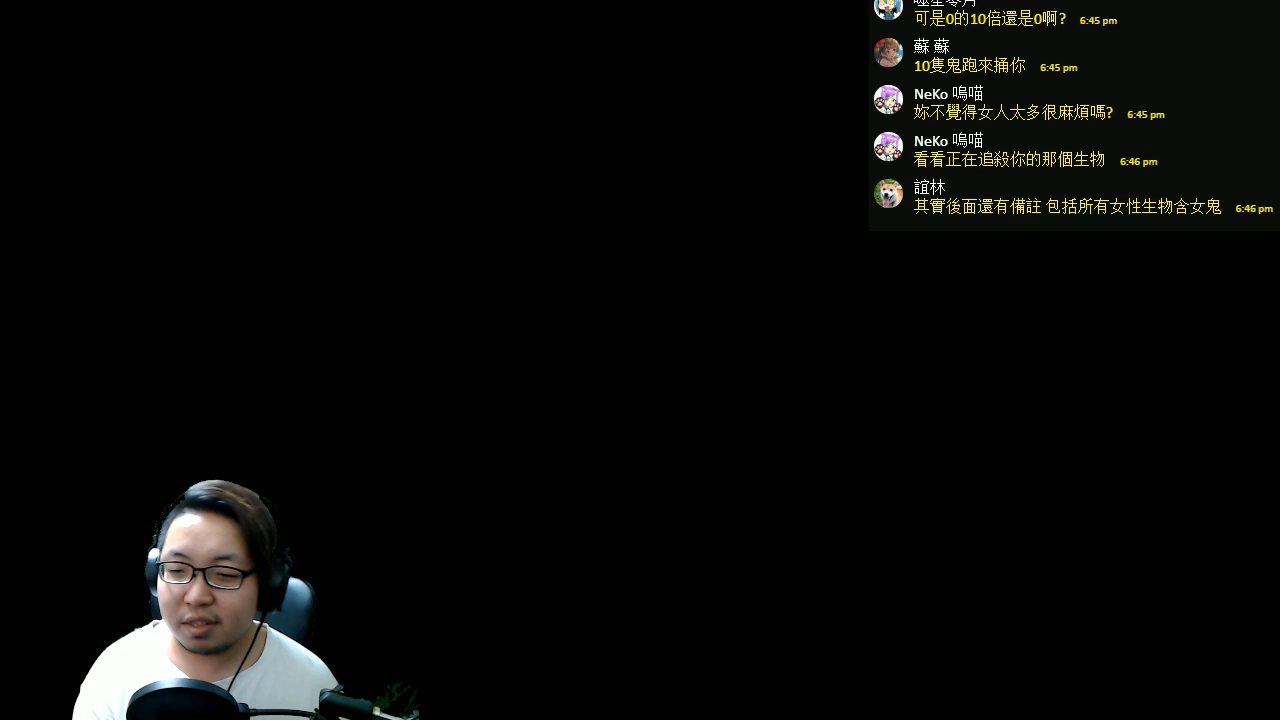 可是0的10倍還是0啊? 6:45 pm
蘇 蘇
10隻鬼跑來捅你 6:45 pm
NeKo 嗚喵
妳不覺得女人太多很麻煩嗎? 6:45 pm
NeKo 嗚喵
看看正在追殺你的那個生物 6:46 pm
誼林
其實後面還有備註 包括所有女性生物含女鬼 6:46 pm